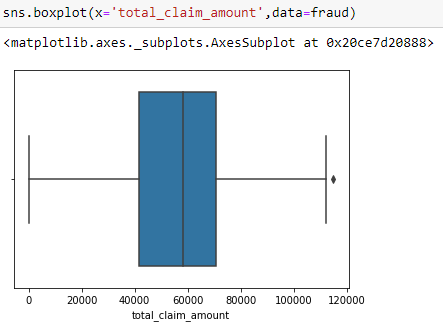 sns.boxplot(x='total_claim_amount',data=fraud)
<matplotlib.axes._subplots.AxesSubplot at 0x20ce7d20888>
0 20000 40000 60000 80000 100000 120000
total_claim_amount